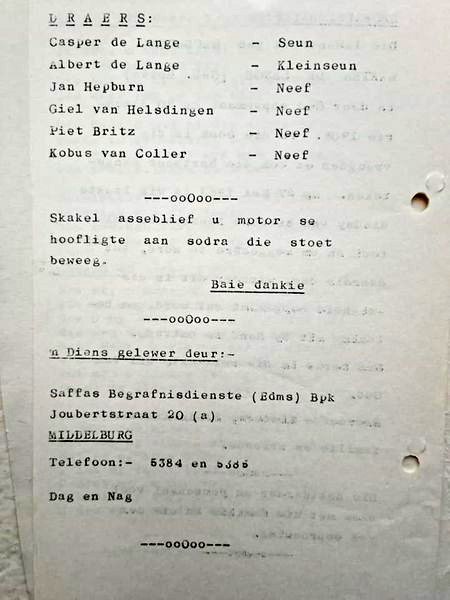 D R A E R S:
Casper de Lange - Seun
Albert de Lange - Kleinseun
Jan Hepburn - Neef
Giel van Helsdingen - Neef
Piet Britz - Neef
Kobus van Coller - Neef
---ooOoo---
Skakel asseblief u motor se
hoofligte aan sodra die stoet
beweeg.
Baie dankie
---ooOoo---
'n Diens gelewer deur:-
Saffas Begrafnisdienste (Edms) Bpk
Joubertstraat 20 (a)
MIDDELBURG
Telefoon:- 5384 en 5385
Dag en Nag
---ooOoo---